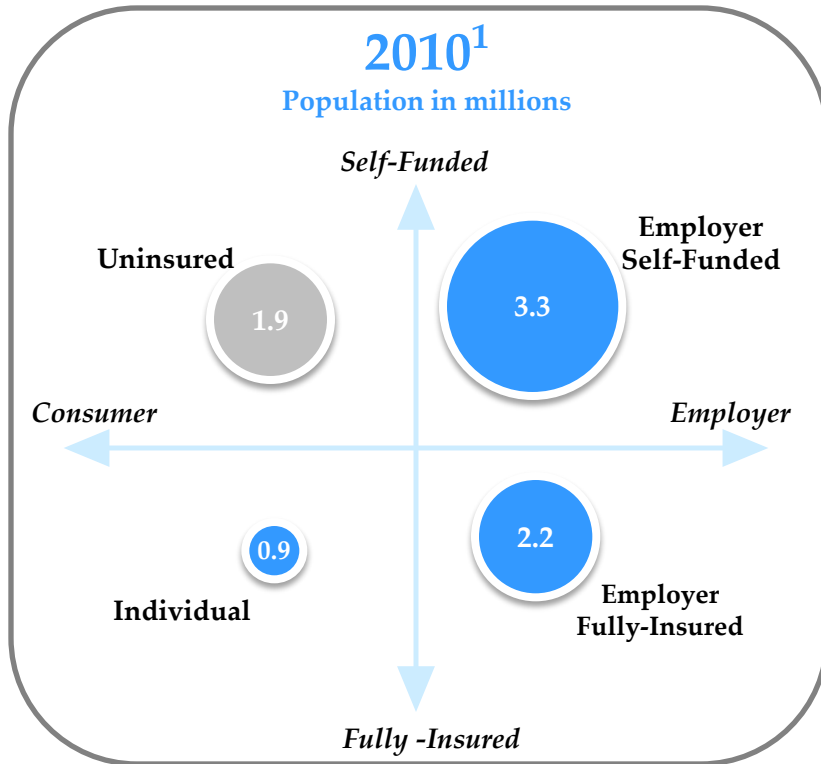 2010¹
Population in millions
Self-Funded
Employer
Self-Funded
Uninsured
1.9
3.3
Consumer
Employer
0.9
2.2
Individual
Employer
Fully-Insured
Fully -Insured